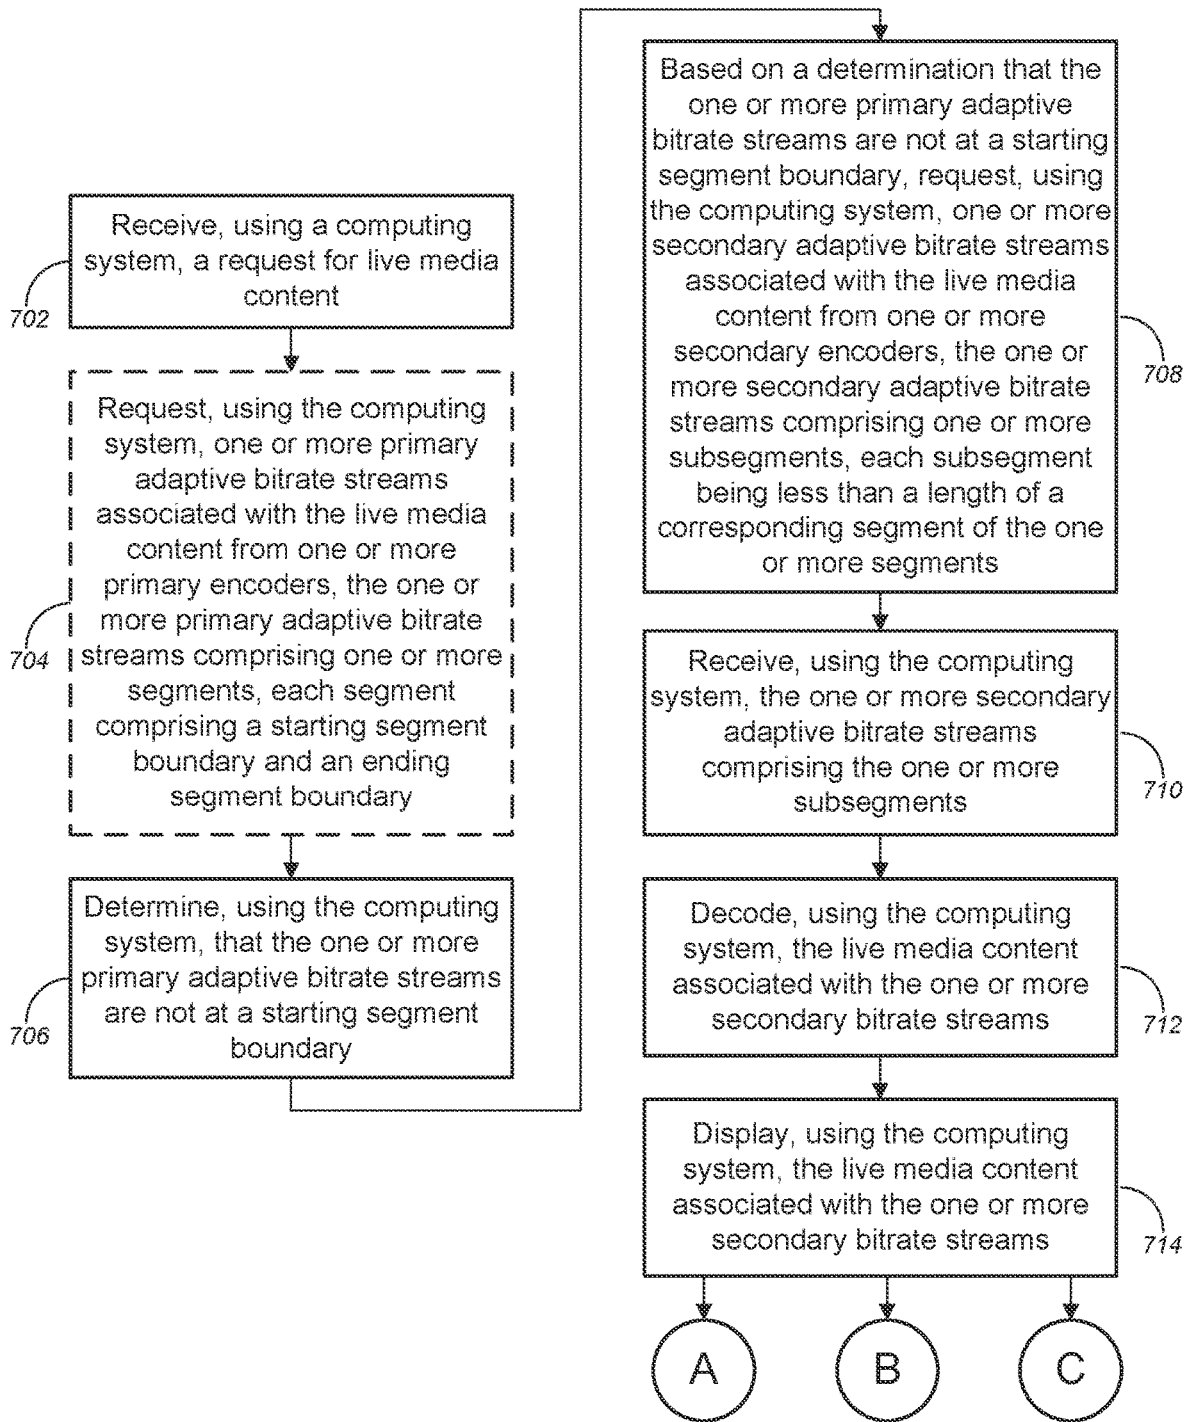 Receive, using a computing
system, a request for live media
content
702
Request, using the computing
system, one or more primary
adaptive bitrate streams
associated with the live media
content from one or more
primary encoders, the one or
more primary adaptive bitrate
streams comprising one or more
segments, each segment
comprising a starting segment
boundary and an ending
segment boundary
704
Determine, using the computing
system, that the one or more
primary adaptive bitrate streams
are not at a starting segment
boundary
706
Based on a determination that the
one or more primary adaptive
bitrate streams are not at a starting
segment boundary, request, using
the computing system, one or more
secondary adaptive bitrate streams
associated with the live media
content from one or more
secondary encoders, the one or
more secondary adaptive bitrate
streams comprising one or more
subsegments, each subsegment
being less than a length of a
corresponding segment of the one
or more segments
708
Receive, using the computing
system, the one or more secondary
adaptive bitrate streams
comprising the one or more
subsegments
710
Decode, using the computing
system, the live media content
associated with the one or more
secondary bitrate streams
712
Display, using the computing
system, the live media content
associated with the one or more
secondary bitrate streams
714
A
B
C